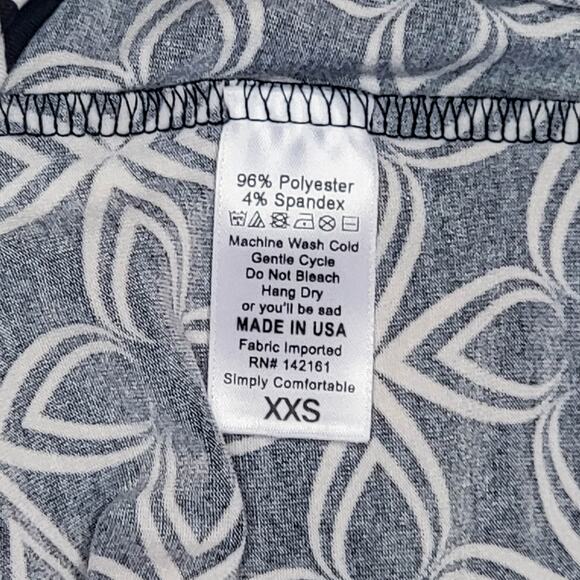 96% Polyester
4% Spandex
Machine Wash Cold
Gentle Cycle
Do Not Bleach
Hang Dry
or you'll be sad
MADE IN USA
Fabric Imported
RN# 142161
Simply Comfortable
XXS